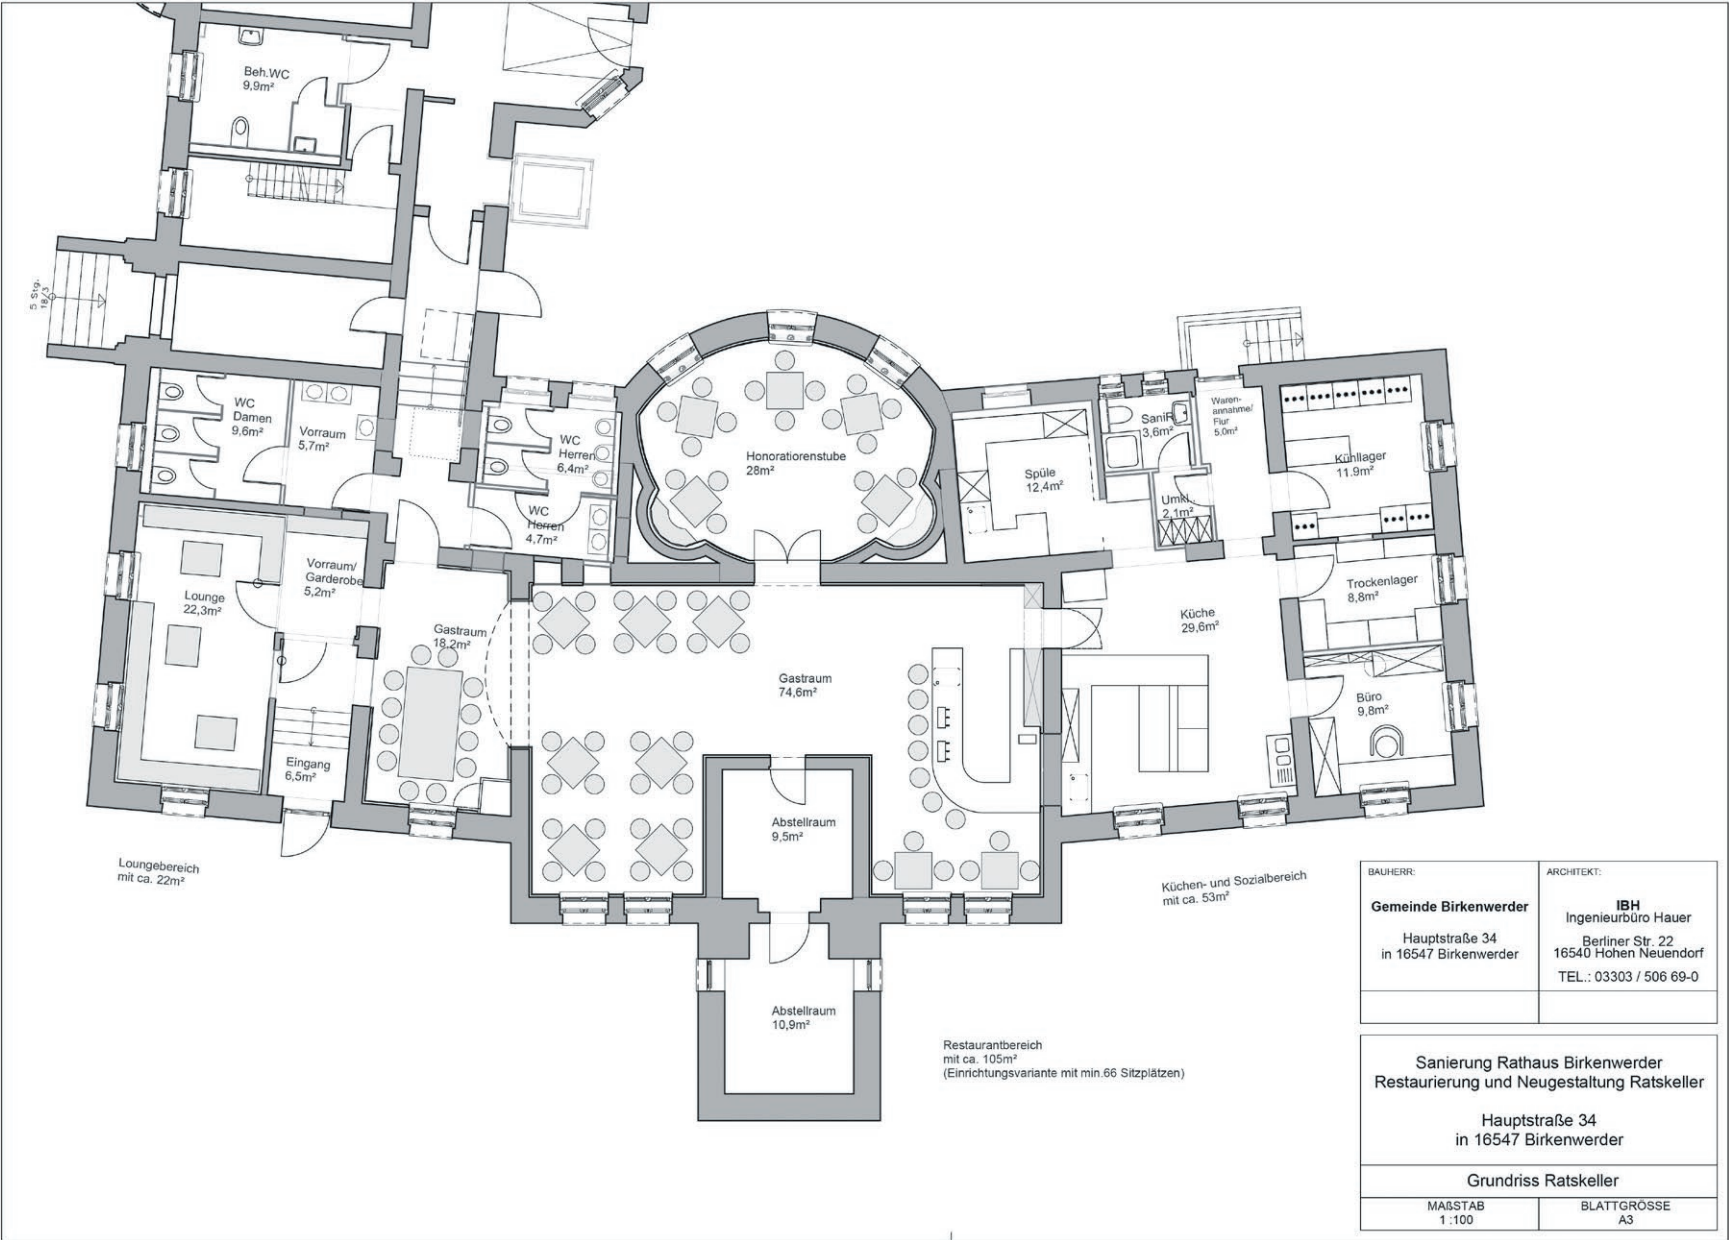 Beh.WC
9,9m²
5 Stg.
18/3
WC
Damen
9,6m²
Vorraum
5,7m²
WC
Herren
6,4m²
WC
Herren
4,7m²
Honoratiorenstube
28m²
Spüle
12,4m²
SaniR
3,6m²
Waren-
annahme/
Flur
5,0m²
Umkl.
2,1m²
Kühllager
11.9m²
Lounge
22,3m²
Vorraum/
Garderobe
5,2m²
Gastraum
18,2m²
Gastraum
74,6m²
Küche
29,6m²
Trockenlager
8,8m²
Büro
9,8m²
Eingang
6,5m²
Abstellraum
9,5m²
Abstellraum
10,9m²
Loungebereich
mit ca. 22m²
Küchen- und Sozialbereich
mit ca. 53m²
Restaurantbereich
mit ca. 105m²
(Einrichtungsvariante mit min.66 Sitzplätzen)
BAUHERR:
Gemeinde Birkenwerder
Hauptstraße 34
in 16547 Birkenwerder
ARCHITEKT:
IBH
Ingenieurbüro Hauer
Berliner Str. 22
16540 Hohen Neuendorf
TEL.: 03303 / 506 69-0
Sanierung Rathaus Birkenwerder
Restaurierung und Neugestaltung Ratskeller
Hauptstraße 34
in 16547 Birkenwerder
Grundriss Ratskeller
MAßSTAB
1 :100
BLATTGRÖSSE
A3